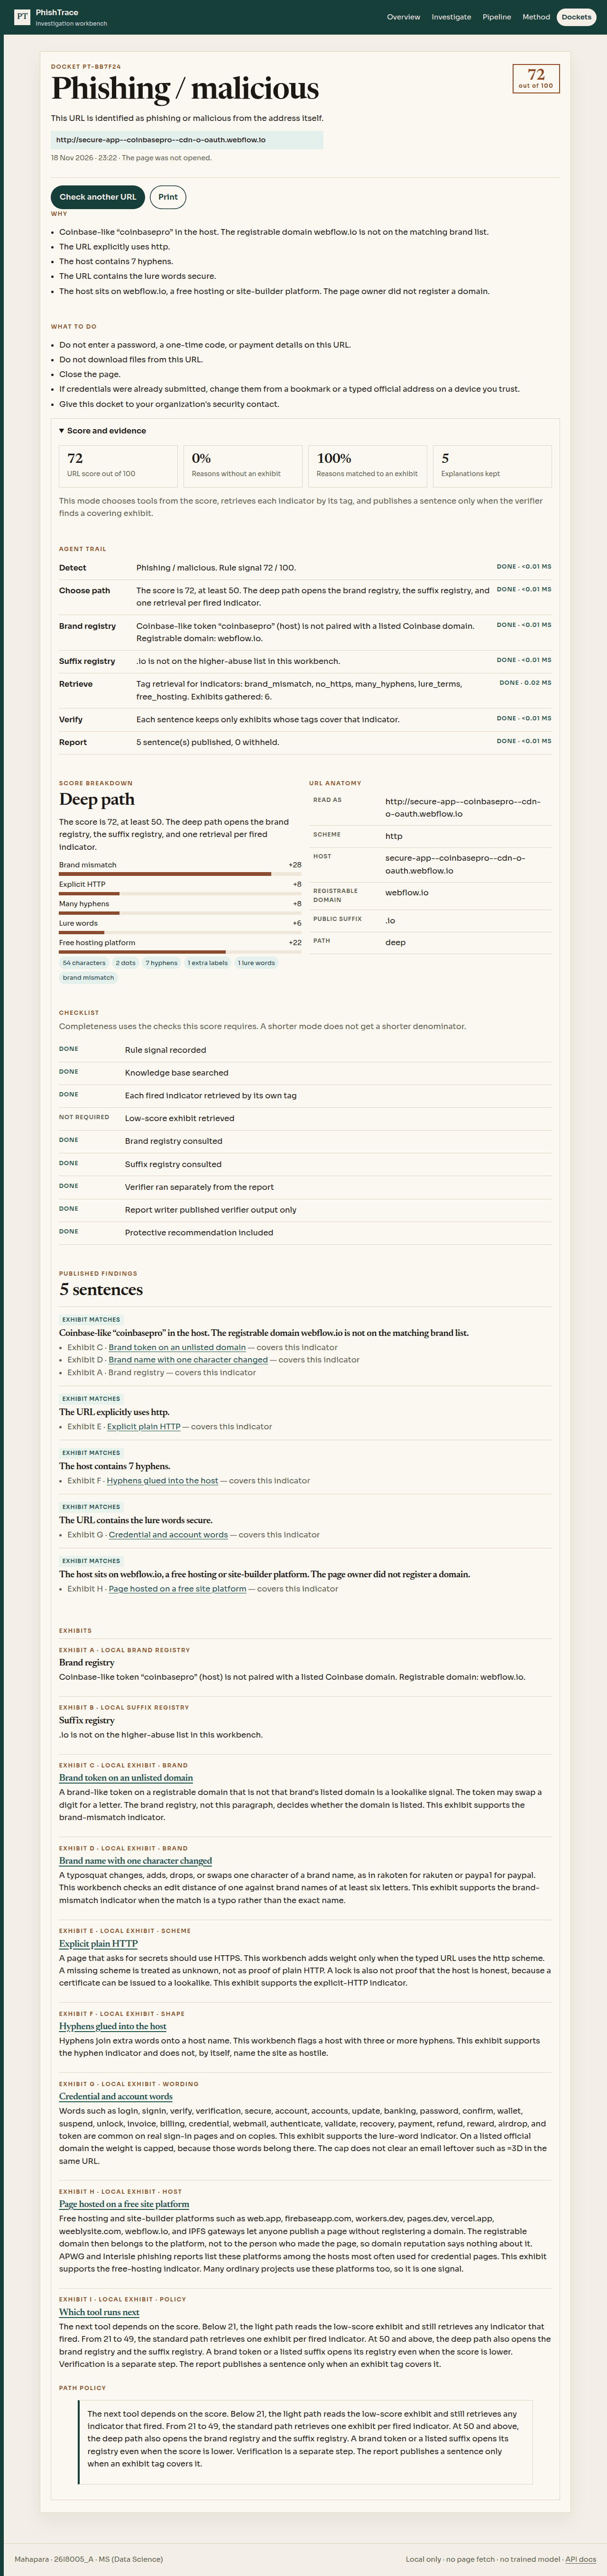 PT
PhishTrace
Investigation workbench
Overview
Investigate
Pipeline
Method
Dockets
DOCKET PT-BB7F24
Phishing / malicious
72
out of 100
This URL is identified as phishing or malicious from the address itself.
http://secure-app--coinbasepro--cdn-o-oauth.webflow.io
18 Nov 2026 · 23:22 · The page was not opened.
Check another URL
Print
WHY
• Coinbase-like “coinbasepro” in the host. The registrable domain webflow.io is not on the matching brand list.
• The URL explicitly uses http.
• The host contains 7 hyphens.
• The URL contains the lure words secure.
• The host sits on webflow.io, a free hosting or site-builder platform. The page owner did not register a domain.
WHAT TO DO
• Do not enter a password, a one-time code, or payment details on this URL.
• Do not download files from this URL.
• Close the page.
• If credentials were already submitted, change them from a bookmark or a typed official address on a device you trust.
• Give this docket to your organization's security contact.
▼ Score and evidence
72
URL score out of 100
0%
Reasons without an exhibit
100%
Reasons matched to an exhibit
5
Explanations kept
This mode chooses tools from the score, retrieves each indicator by its tag, and publishes a sentence only when the verifier
finds a covering exhibit.
AGENT TRAIL
Detect
Phishing / malicious. Rule signal 72 / 100.
DONE · <0.01 MS
Choose path
The score is 72, at least 50. The deep path opens the brand registry, the suffix registry, and
one retrieval per fired indicator.
DONE · <0.01 MS
Brand registry
Coinbase-like token “coinbasepro” (host) is not paired with a listed Coinbase domain.
Registrable domain: webflow.io.
DONE · <0.01 MS
Suffix registry
.io is not on the higher-abuse list in this workbench.
DONE · <0.01 MS
Retrieve
Tag retrieval for indicators: brand_mismatch, no_https, many_hyphens, lure_terms,
free_hosting. Exhibits gathered: 6.
DONE · 0.02 MS
Verify
Each sentence keeps only exhibits whose tags cover that indicator.
DONE · <0.01 MS
Report
5 sentence(s) published, 0 withheld.
DONE · <0.01 MS
SCORE BREAKDOWN
Deep path
The score is 72, at least 50. The deep path opens the brand
registry, the suffix registry, and one retrieval per fired
indicator.
Brand mismatch +28
Explicit HTTP +8
Many hyphens +8
Lure words +6
Free hosting platform +22
54 characters
2 dots
7 hyphens
1 extra labels
1 lure words
brand mismatch
URL ANATOMY
READ AS
http://secure-app--coinbasepro--cdn-
o-oauth.webflow.io
SCHEME
http
HOST
secure-app--coinbasepro--cdn-o-
oauth.webflow.io
REGISTRABLE
DOMAIN
webflow.io
PUBLIC SUFFIX
.io
PATH
deep
CHECKLIST
Completeness uses the checks this score requires. A shorter mode does not get a shorter denominator.
DONE Rule signal recorded
DONE Knowledge base searched
DONE Each fired indicator retrieved by its own tag
NOT REQUIRED Low-score exhibit retrieved
DONE Brand registry consulted
DONE Suffix registry consulted
DONE Verifier ran separately from the report
DONE Report writer published verifier output only
DONE Protective recommendation included
PUBLISHED FINDINGS
5 sentences
EXHIBIT MATCHES
Coinbase-like “coinbasepro” in the host. The registrable domain webflow.io is not on the matching brand list.
• Exhibit C · Brand token on an unlisted domain — covers this indicator
• Exhibit D · Brand name with one character changed — covers this indicator
• Exhibit A · Brand registry — covers this indicator
EXHIBIT MATCHES
The URL explicitly uses http.
• Exhibit E · Explicit plain HTTP — covers this indicator
EXHIBIT MATCHES
The host contains 7 hyphens.
• Exhibit F · Hyphens glued into the host — covers this indicator
EXHIBIT MATCHES
The URL contains the lure words secure.
• Exhibit G · Credential and account words — covers this indicator
EXHIBIT MATCHES
The host sits on webflow.io, a free hosting or site-builder platform. The page owner did not register a domain.
• Exhibit H · Page hosted on a free site platform — covers this indicator
EXHIBITS
EXHIBIT A · LOCAL BRAND REGISTRY
Brand registry
Coinbase-like token “coinbasepro” (host) is not paired with a listed Coinbase domain. Registrable domain: webflow.io.
EXHIBIT B · LOCAL SUFFIX REGISTRY
Suffix registry
.io is not on the higher-abuse list in this workbench.
EXHIBIT C · LOCAL EXHIBIT · BRAND
Brand token on an unlisted domain
A brand-like token on a registrable domain that is not that brand's listed domain is a lookalike signal. The token may swap a
digit for a letter. The brand registry, not this paragraph, decides whether the domain is listed. This exhibit supports the
brand-mismatch indicator.
EXHIBIT D · LOCAL EXHIBIT · BRAND
Brand name with one character changed
A typosquat changes, adds, drops, or swaps one character of a brand name, as in rakoten for rakuten or paypa1 for paypal.
This workbench checks an edit distance of one against brand names of at least six letters. This exhibit supports the brand-
mismatch indicator when the match is a typo rather than the exact name.
EXHIBIT E · LOCAL EXHIBIT · SCHEME
Explicit plain HTTP
A page that asks for secrets should use HTTPS. This workbench adds weight only when the typed URL uses the http scheme.
A missing scheme is treated as unknown, not as proof of plain HTTP. A lock is also not proof that the host is honest, because a
certificate can be issued to a lookalike. This exhibit supports the explicit-HTTP indicator.
EXHIBIT F · LOCAL EXHIBIT · SHAPE
Hyphens glued into the host
Hyphens join extra words onto a host name. This workbench flags a host with three or more hyphens. This exhibit supports
the hyphen indicator and does not, by itself, name the site as hostile.
EXHIBIT G · LOCAL EXHIBIT · WORDING
Credential and account words
Words such as login, signin, verify, verification, secure, account, accounts, update, banking, password, confirm, wallet,
suspend, unlock, invoice, billing, credential, webmail, authenticate, validate, recovery, payment, refund, reward, airdrop, and
token are common on real sign-in pages and on copies. This exhibit supports the lure-word indicator. On a listed official
domain the weight is capped, because those words belong there. The cap does not clear an email leftover such as =3D in the
same URL.
EXHIBIT H · LOCAL EXHIBIT · HOST
Page hosted on a free site platform
Free hosting and site-builder platforms such as web.app, firebaseapp.com, workers.dev, pages.dev, vercel.app,
weeblysite.com, webflow.io, and IPFS gateways let anyone publish a page without registering a domain. The registrable
domain then belongs to the platform, not to the person who made the page, so domain reputation says nothing about it.
APWG and Interisle phishing reports list these platforms among the hosts most often used for credential pages. This exhibit
supports the free-hosting indicator. Many ordinary projects use these platforms too, so it is one signal.
EXHIBIT I · LOCAL EXHIBIT · POLICY
Which tool runs next
The next tool depends on the score. Below 21, the light path retrieves the low-score exhibit and still retrieves any indicator that
fired. From 21 to 49, the standard path retrieves one exhibit per fired indicator. At 50 and above, the deep path also opens the
brand registry and the suffix registry. A brand token or a listed suffix opens its registry even when the score is lower.
Verification is a separate step. The report publishes a sentence only when an exhibit tag covers it.
PATH POLICY
The next tool depends on the score. Below 21, the light path retrieves the low-score exhibit and still retrieves any
indicator that fired. From 21 to 49, the standard path retrieves one exhibit per fired indicator. At 50 and above,
the deep path also opens the brand registry and the suffix registry. A brand token or a listed suffix opens its
registry even when the score is lower. Verification is a separate step. The report publishes a sentence only
when an exhibit tag covers it.
Mahapara · 26I8005_A · MS (Data Science)
Local only · no page fetch · no trained model · API docs